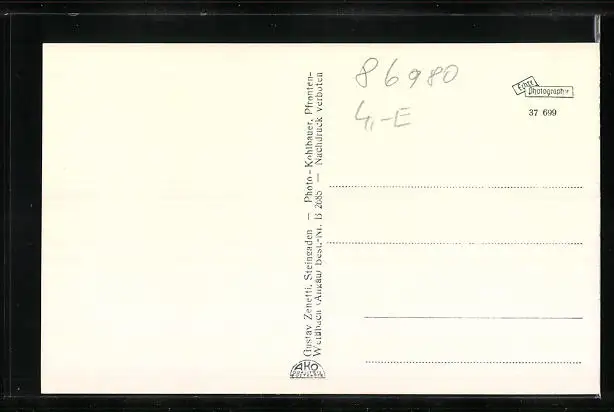 Gustav Zenetti, Steingaden — Photo-Kohlbauer, Pfronten-
Weißbach (Allgäu) Best.-Nr. B 2085 — Nachdruck verboten
AKO
86980
4,-E
Echte
Photographie
37 699